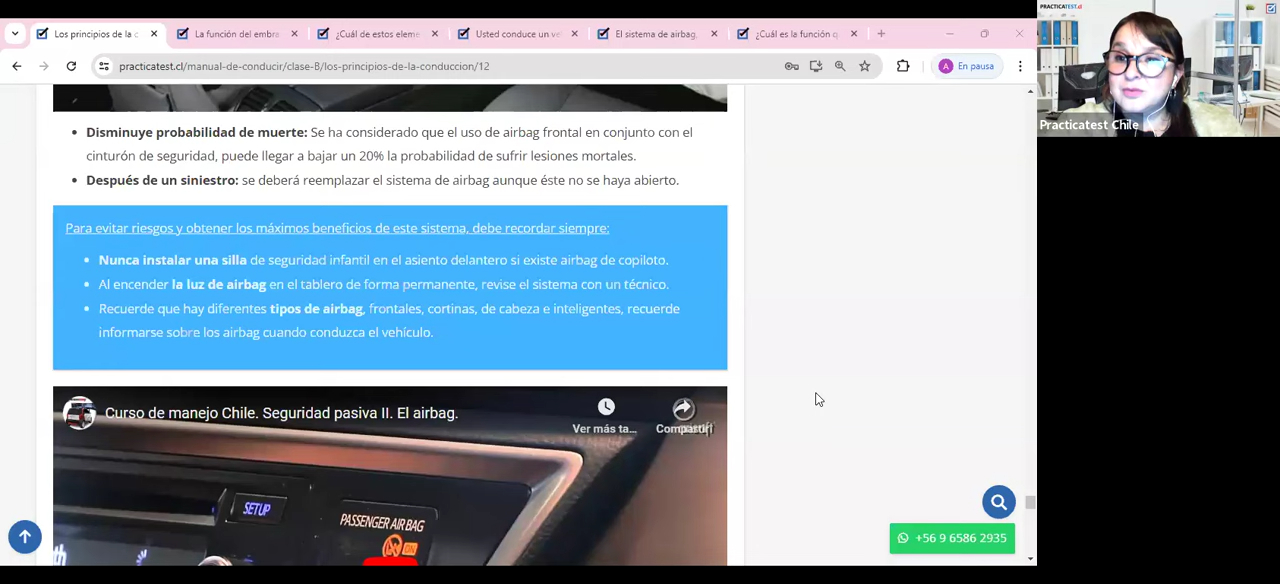 Los principios de la c
La función del embra
¿Cuál de estos eleme
Usted conduce un ve
El sistema de airbag,
¿Cuál es la función q
practicatest.cl/manual-de-conducir/clase-B/los-principios-de-la-conduccion/12
A
En pausa
PRACTICATEST.cl
Practicatest Chile
Disminuye probabilidad de muerte: Se ha considendo que el uso de airbag frontal en conjunto con el
cinturón de seguridad, puede llegar a bajar un 20% la probabilidad de sufrir lesiones mortales.
Después de un siniestro: se deberá reemplazar el sistema de airbag aunque éste no se haya abierto.
Para evitar riesgos y obtener los máximos beneficios de este sistema, debe recordar siempre:
Nunca instalar una silla de seguridad infantil en el asiento delantero si existe airbag de copiloto.
Al encender la luz de airbag en el tablero de forma permanente, revise el sistema con un técnico.
Recuerde que hay diferentes tipos de airbag, frontales, cortinas, de cabeza e inteligentes, recuerde
informarse sobre los airbag cuando conduzca el vehículo.
Curso de manejo Chile. Seguridad pasiva II. El airbag.
Ver más ta...
Compartir
SETUP
PASSENGER AIR BAG
ON
+56 9 6586 2935